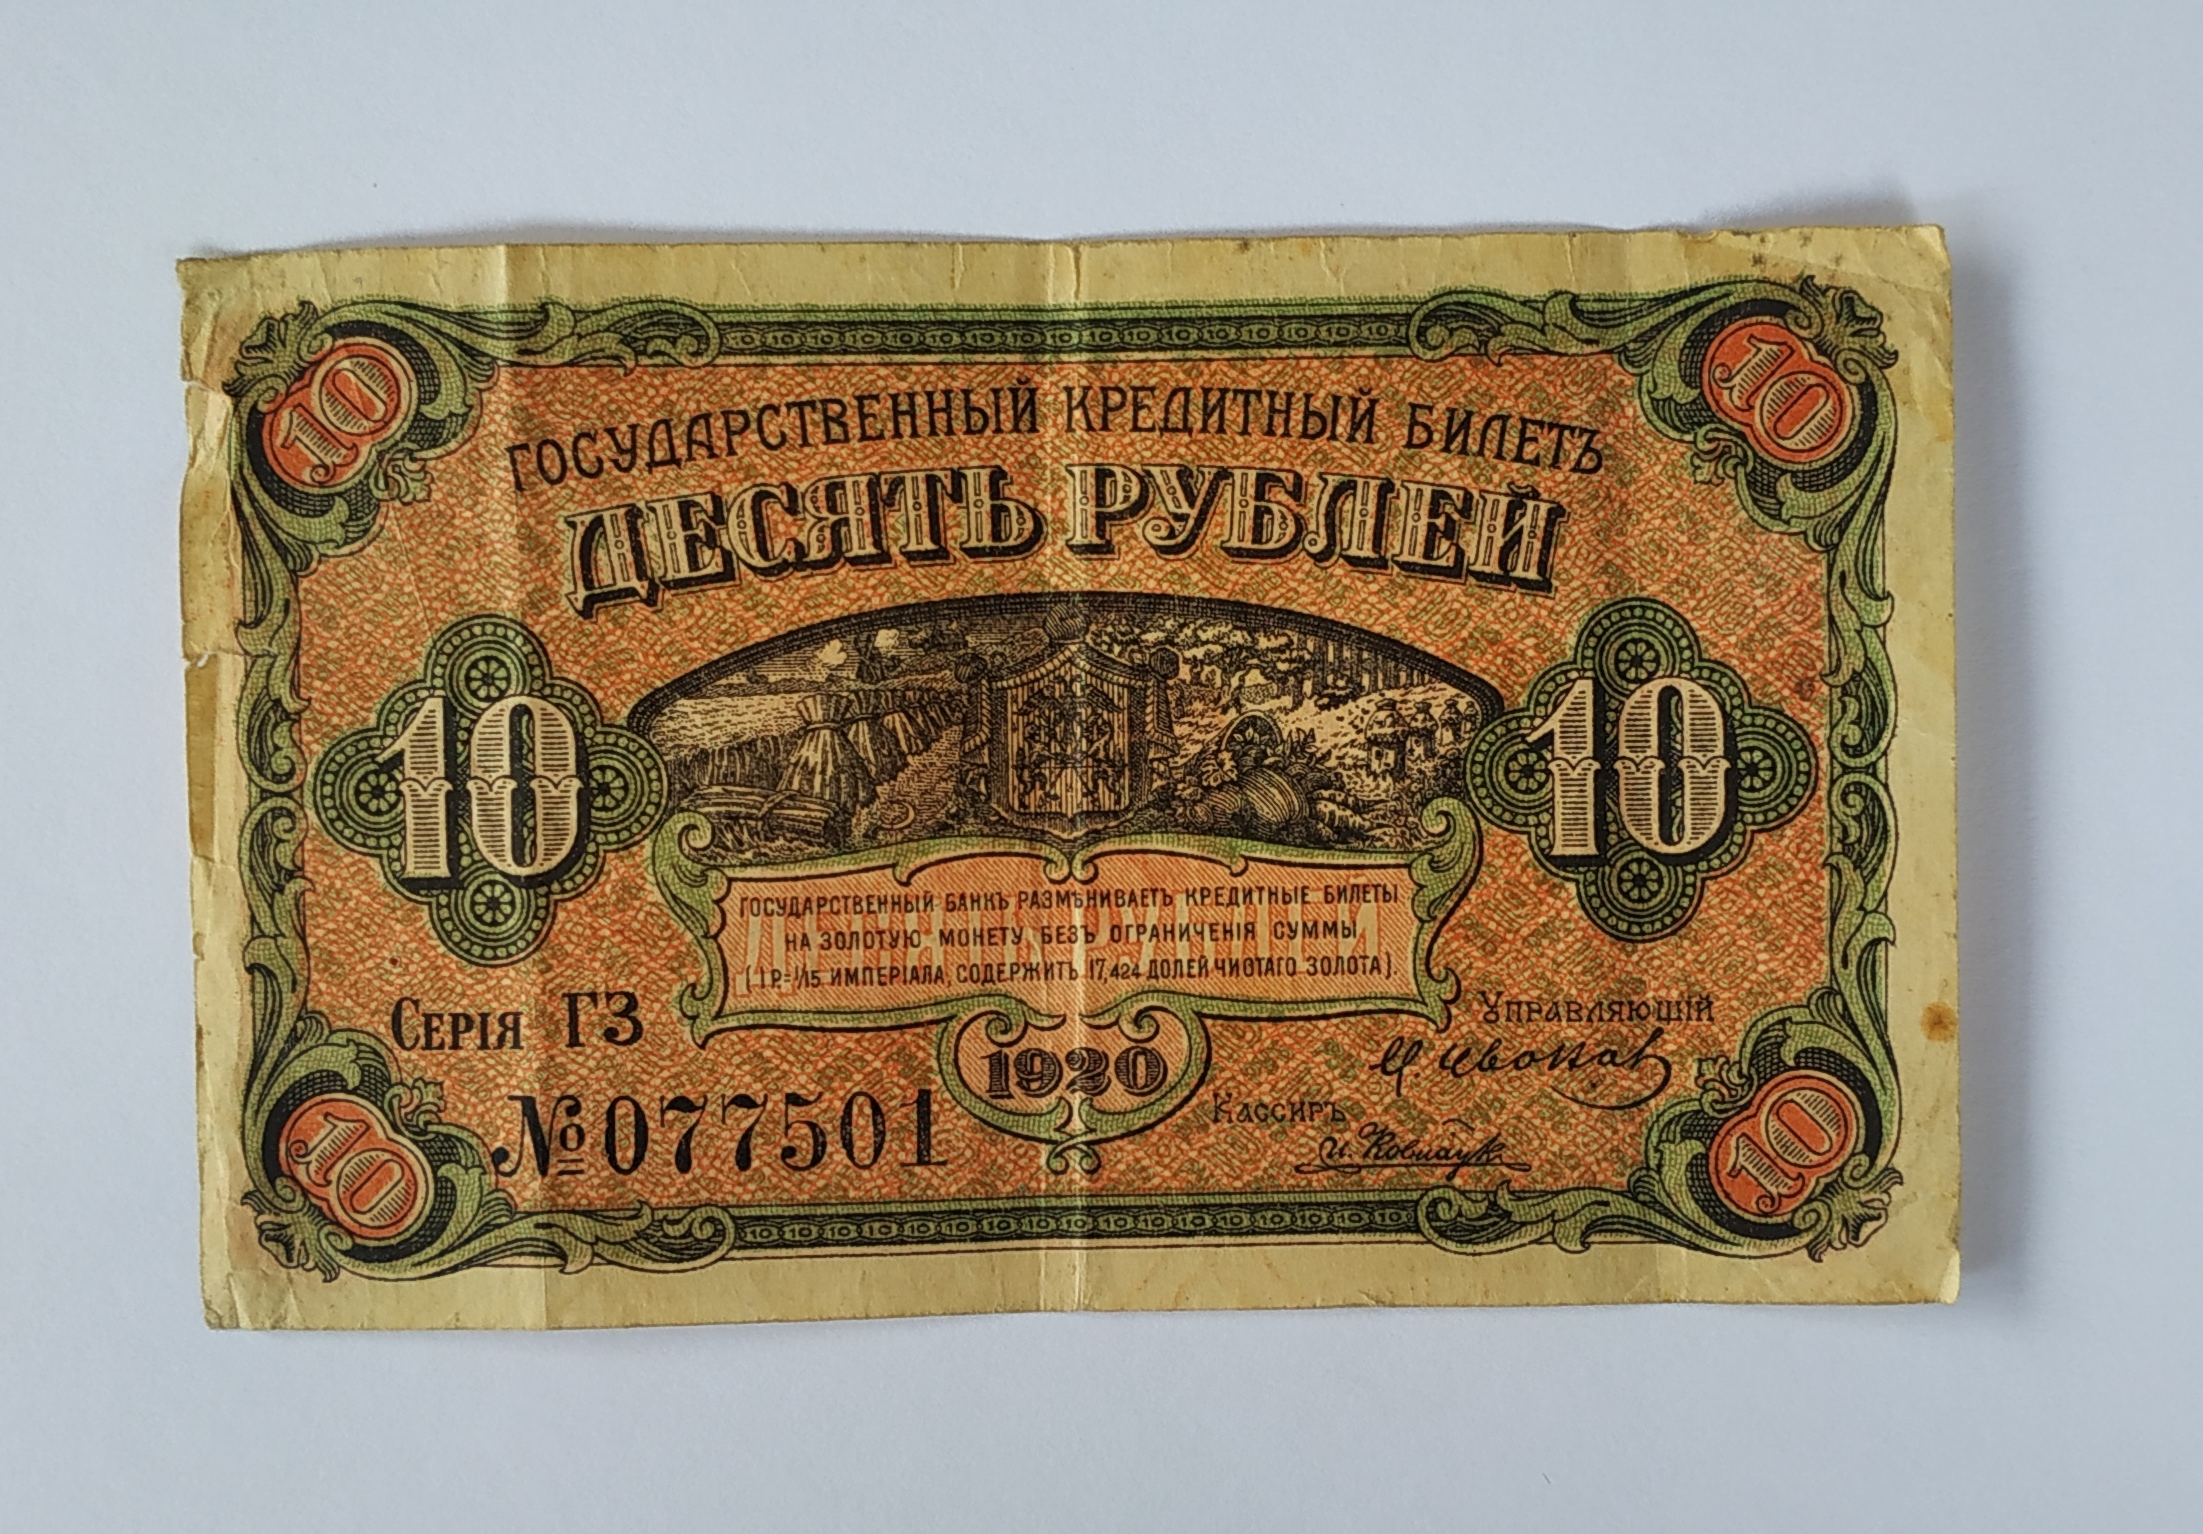 10 10
ГОСУДАРСТВЕННЫЙ КРЕДИТНЫЙ БИЛЕТЪ
ДЕСЯТЬ РУБЛЕЙ
10 10
ГОСУДАРСТВЕННЫЙ БАНКЪ РАЗМѢНИВАЕТЪ КРЕДИТНЫЕ БИЛЕТЫ
НА ЗОЛОТУЮ МОНЕТУ БЕЗЪ ОГРАНИЧЕНІЯ СУММЫ
(1 Р.= 1/15 ИМПЕРІАЛА, СОДЕРЖИТЪ 17,424 ДОЛЕЙ ЧИСТАГО ЗОЛОТА).
СЕРІЯ ГЗ
УПРАВЛЯЮЩІЙ
1920
№ 077501
КАССИРЪ
10 10